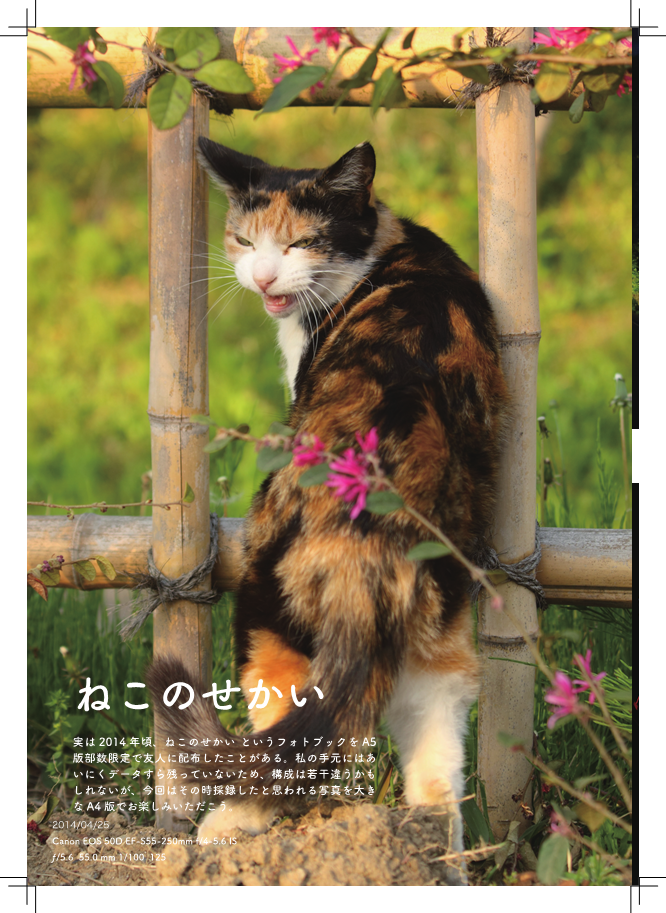 ねこのせかい
実は 2014 年頃、ねこのせかい というフォトブックを A5
版部数限定で友人に配布したことがある。私の手元にはあ
いにくデータすら残っていないため、構成は若干違うかも
しれないが、今回はその時採録したと思われる写真を大き
な A4 版でお楽しみいただこう。
2014/04/25
Canon EOS 50D EF-S55-250mm f/4-5.6 IS
ƒ/5.6 55.0 mm 1/100 125